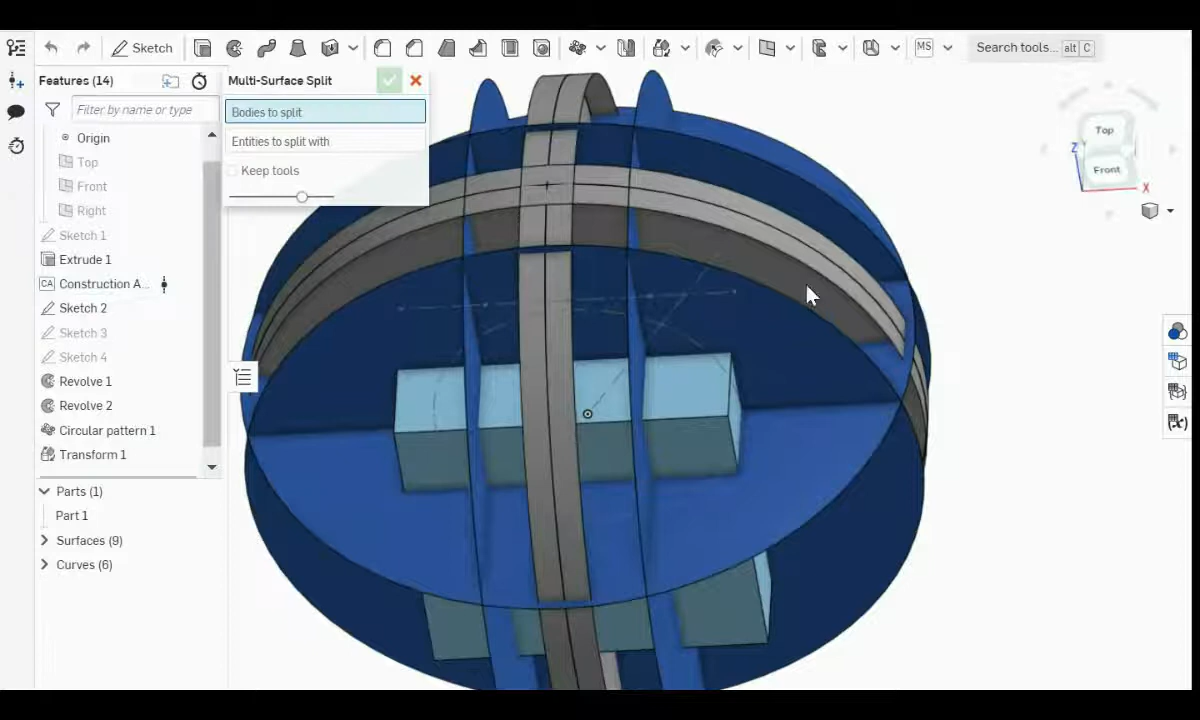 Sketch
MS
Search tools... alt C
Features (14)
Filter by name or type
Origin
Top
Front
Right
Sketch 1
Extrude 1
CA Construction A...
Sketch 2
Sketch 3
Sketch 4
Revolve 1
Revolve 2
Circular pattern 1
Transform 1
Parts (1)
Part 1
Surfaces (9)
Curves (6)
Multi-Surface Split
Bodies to split
Entities to split with
Keep tools
Top
Z
Front
X
(x)